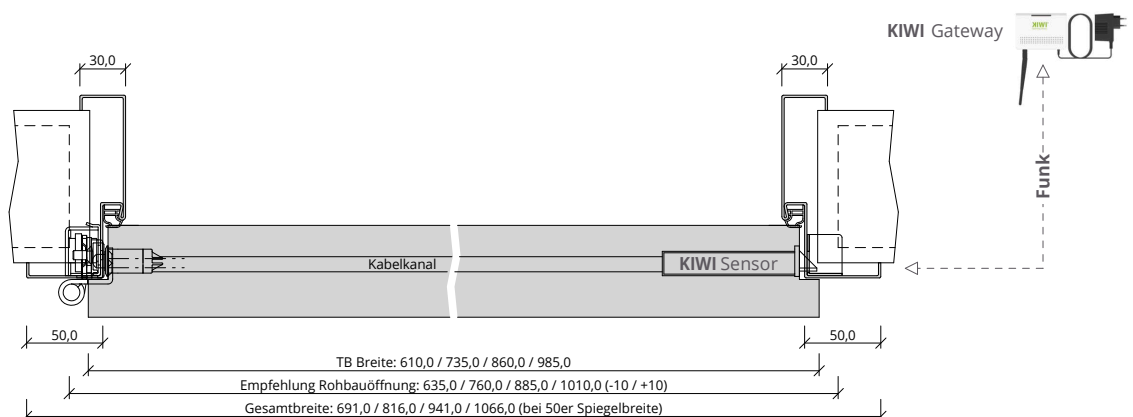 KIWI Gateway
KIWI
30,0
30,0
Funk
Kabelkanal
KIWI Sensor
50,0
50,0
TB Breite: 610,0 / 735,0 / 860,0 / 985,0
Empfehlung Rohbauöffnung: 635,0 / 760,0 / 885,0 / 1010,0 (-10 / +10)
Gesamtbreite: 691,0 / 816,0 / 941,0 / 1066,0 (bei 50er Spiegelbreite)